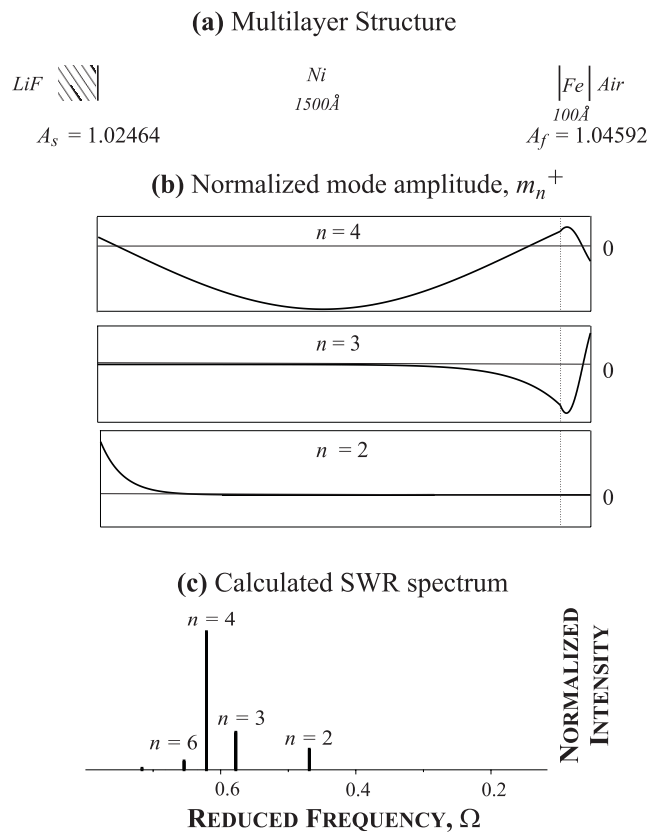 (a) Multilayer Structure
LiF Ni Fe Air
1500Å 100Å
A_s = 1.02464 A_f = 1.04592
(b) Normalized mode amplitude, m_n^+
n = 4
0
n = 3
0
n = 2
0
(c) Calculated SWR spectrum
n = 4
n = 3
n = 6 n = 2
0.6 0.4 0.2
REDUCED FREQUENCY, Ω
NORMALIZED
INTENSITY